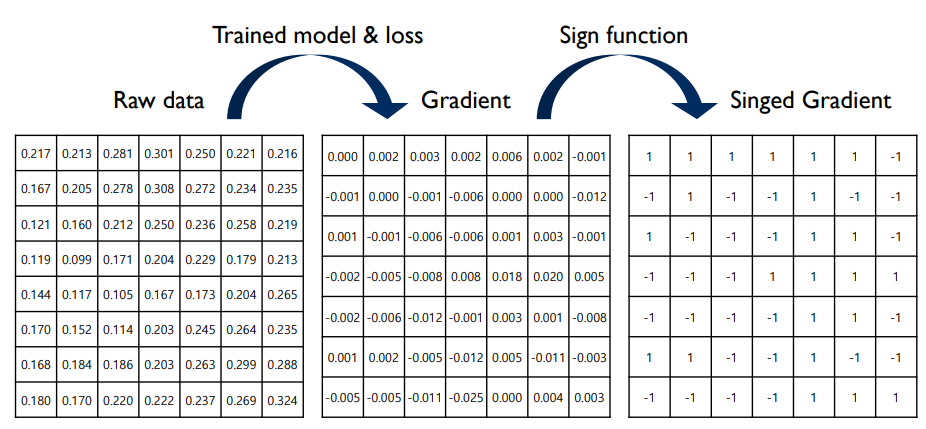 Trained model & loss
Sign function
Raw data
Gradient
Singed Gradient
0.217 0.213 0.281 0.301 0.250 0.221 0.216
0.167 0.205 0.278 0.308 0.272 0.234 0.235
0.121 0.160 0.212 0.250 0.236 0.258 0.219
0.119 0.099 0.171 0.204 0.229 0.179 0.213
0.144 0.117 0.105 0.167 0.173 0.204 0.265
0.170 0.152 0.114 0.203 0.245 0.264 0.235
0.168 0.184 0.186 0.203 0.263 0.299 0.288
0.180 0.170 0.220 0.222 0.237 0.269 0.324
0.000 0.002 0.003 0.002 0.006 0.002 -0.001
-0.001 0.000 -0.001 -0.006 0.000 0.000 -0.012
0.001 -0.001 -0.006 -0.006 0.001 0.003 -0.001
-0.002 -0.005 -0.008 0.008 0.018 0.020 0.005
-0.002 -0.006 -0.012 -0.001 0.003 0.001 -0.008
0.001 0.002 -0.005 -0.012 0.005 -0.011 -0.003
-0.005 -0.005 -0.011 -0.025 0.000 0.004 0.003
1 1 1 1 1 1 -1
-1 1 -1 -1 1 -1 -1
1 -1 -1 -1 1 1 -1
-1 -1 -1 1 1 1 1
-1 -1 -1 -1 1 1 -1
1 1 -1 -1 1 -1 -1
-1 -1 -1 -1 1 1 1